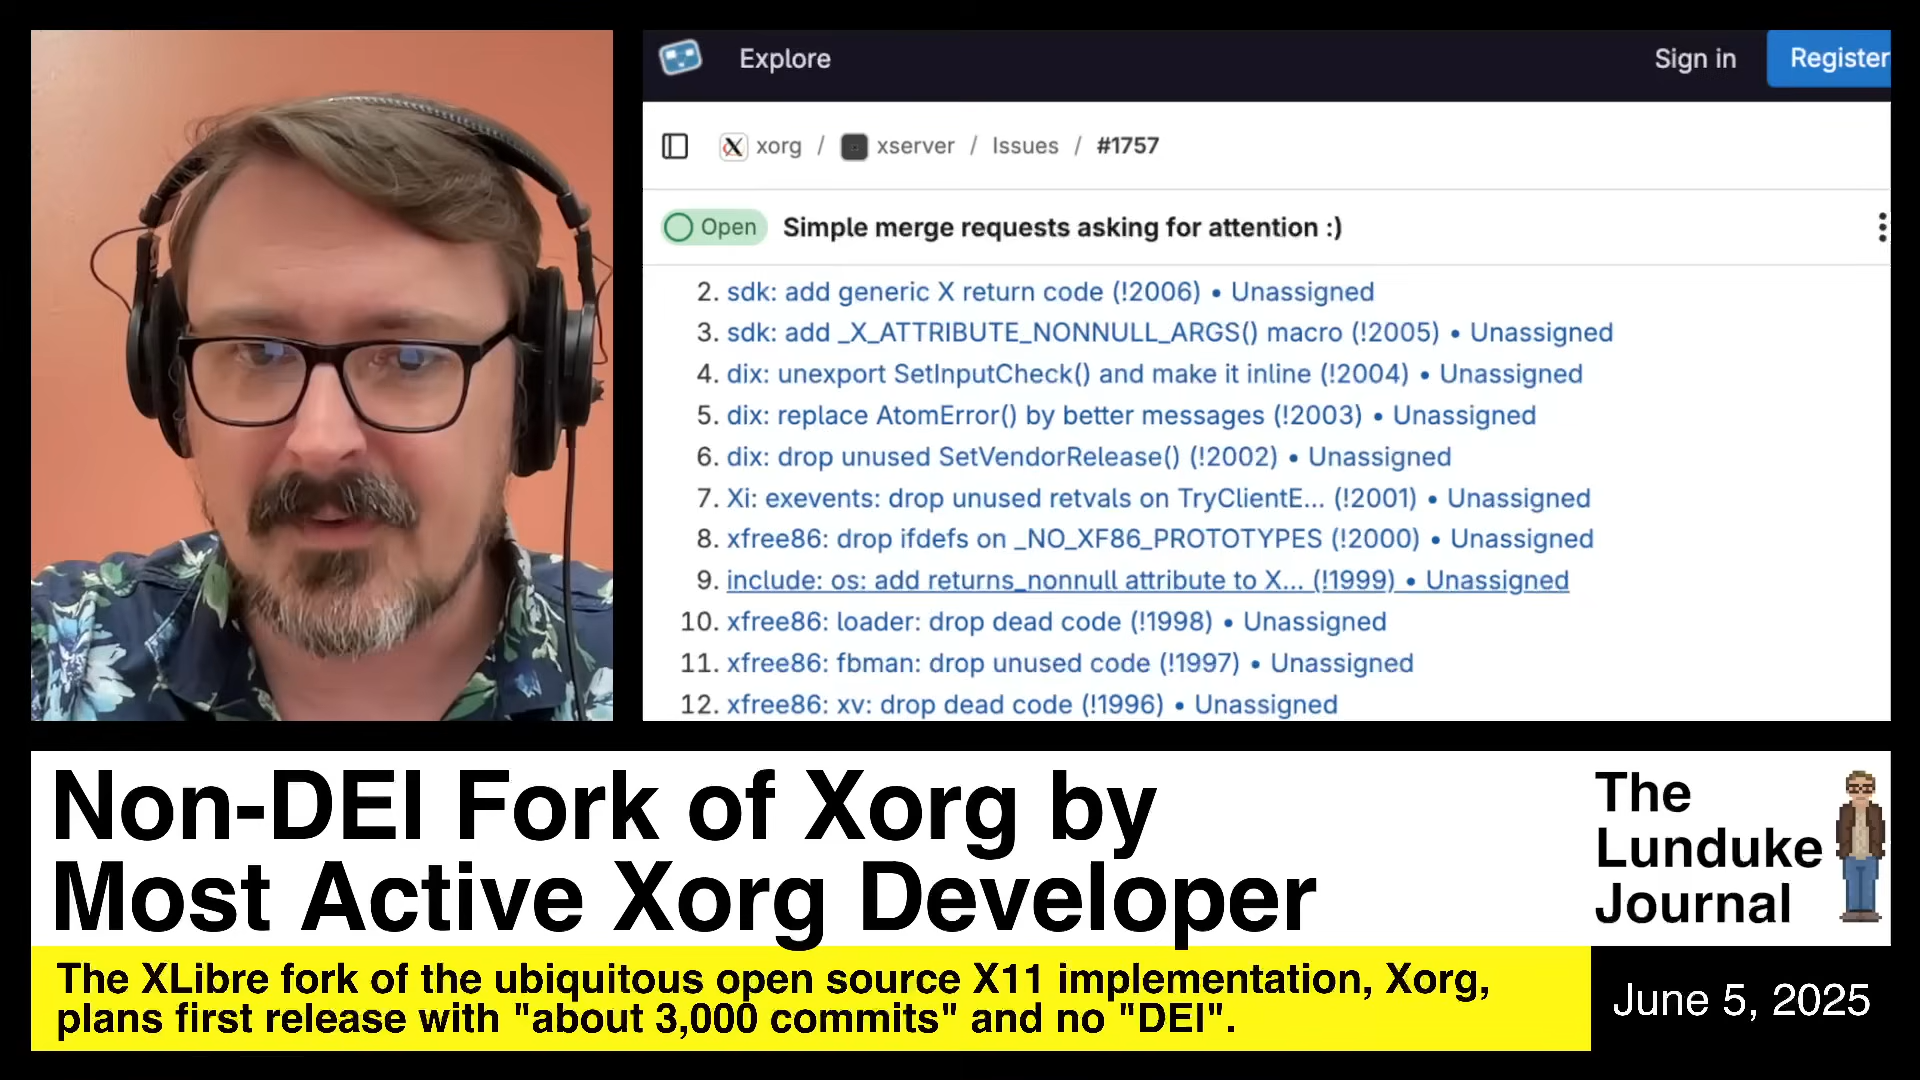 Explore
Sign in
Register
xorg / xserver / Issues / #1757
Open Simple merge requests asking for attention :)
2. sdk: add generic X return code (!2006) • Unassigned
3. sdk: add _X_ATTRIBUTE_NONNULL_ARGS() macro (!2005) • Unassigned
4. dix: unexport SetInputCheck() and make it inline (!2004) • Unassigned
5. dix: replace AtomError() by better messages (!2003) • Unassigned
6. dix: drop unused SetVendorRelease() (!2002) • Unassigned
7. Xi: exevents: drop unused retvals on TryClientE... (!2001) • Unassigned
8. xfree86: drop ifdefs on _NO_XF86_PROTOTYPES (!2000) • Unassigned
9. include: os: add returns_nonnull attribute to X... (!1999) • Unassigned
10. xfree86: loader: drop dead code (!1998) • Unassigned
11. xfree86: fbman: drop unused code (!1997) • Unassigned
12. xfree86: xv: drop dead code (!1996) • Unassigned
Non-DEI Fork of Xorg by
Most Active Xorg Developer
The XLibre fork of the ubiquitous open source X11 implementation, Xorg,
plans first release with "about 3,000 commits" and no "DEI".
The
Lunduke
Journal
June 5, 2025